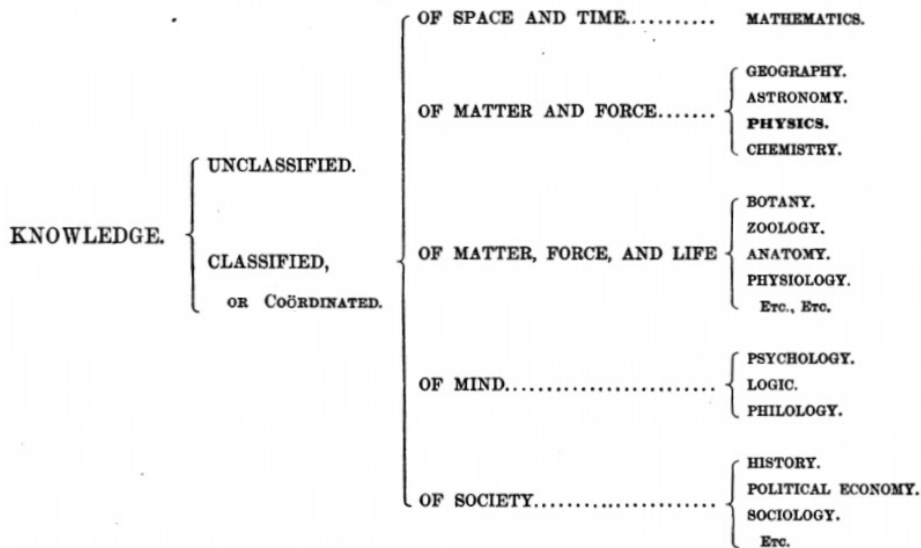 OF SPACE AND TIME.......... MATHEMATICS.
GEOGRAPHY.
ASTRONOMY.
OF MATTER AND FORCE.......
PHYSICS.
CHEMISTRY.
UNCLASSIFIED.
KNOWLEDGE.
CLASSIFIED,
OR COÖRDINATED.
BOTANY.
ZOOLOGY.
OF MATTER, FORCE, AND LIFE ANATOMY.
PHYSIOLOGY.
ETC., ETC.
PSYCHOLOGY.
OF MIND........................ LOGIC.
PHILOLOGY.
HISTORY.
POLITICAL ECONOMY.
OF SOCIETY.....................
SOCIOLOGY.
ETC.